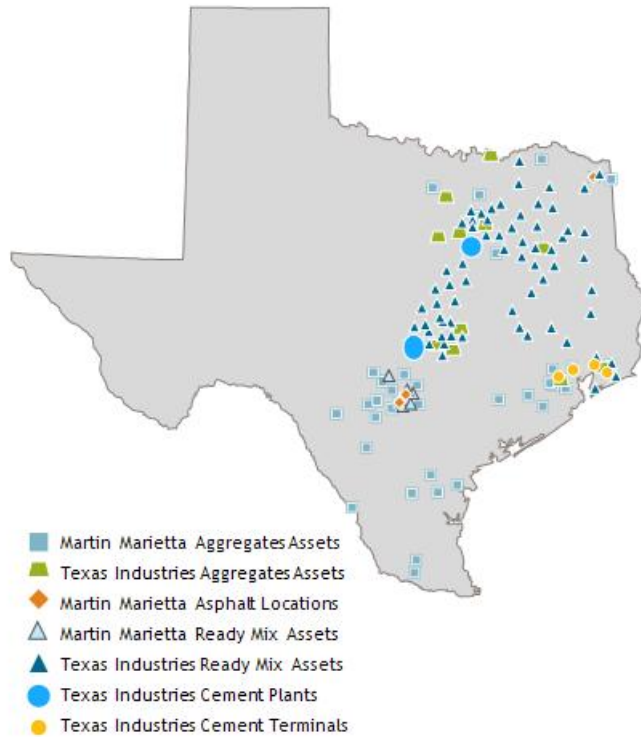 Martin Marietta Aggregates Assets
Texas Industries Aggregates Assets
Martin Marietta Asphalt Locations
Martin Marietta Ready Mix Assets
Texas Industries Ready Mix Assets
Texas Industries Cement Plants
Texas Industries Cement Terminals